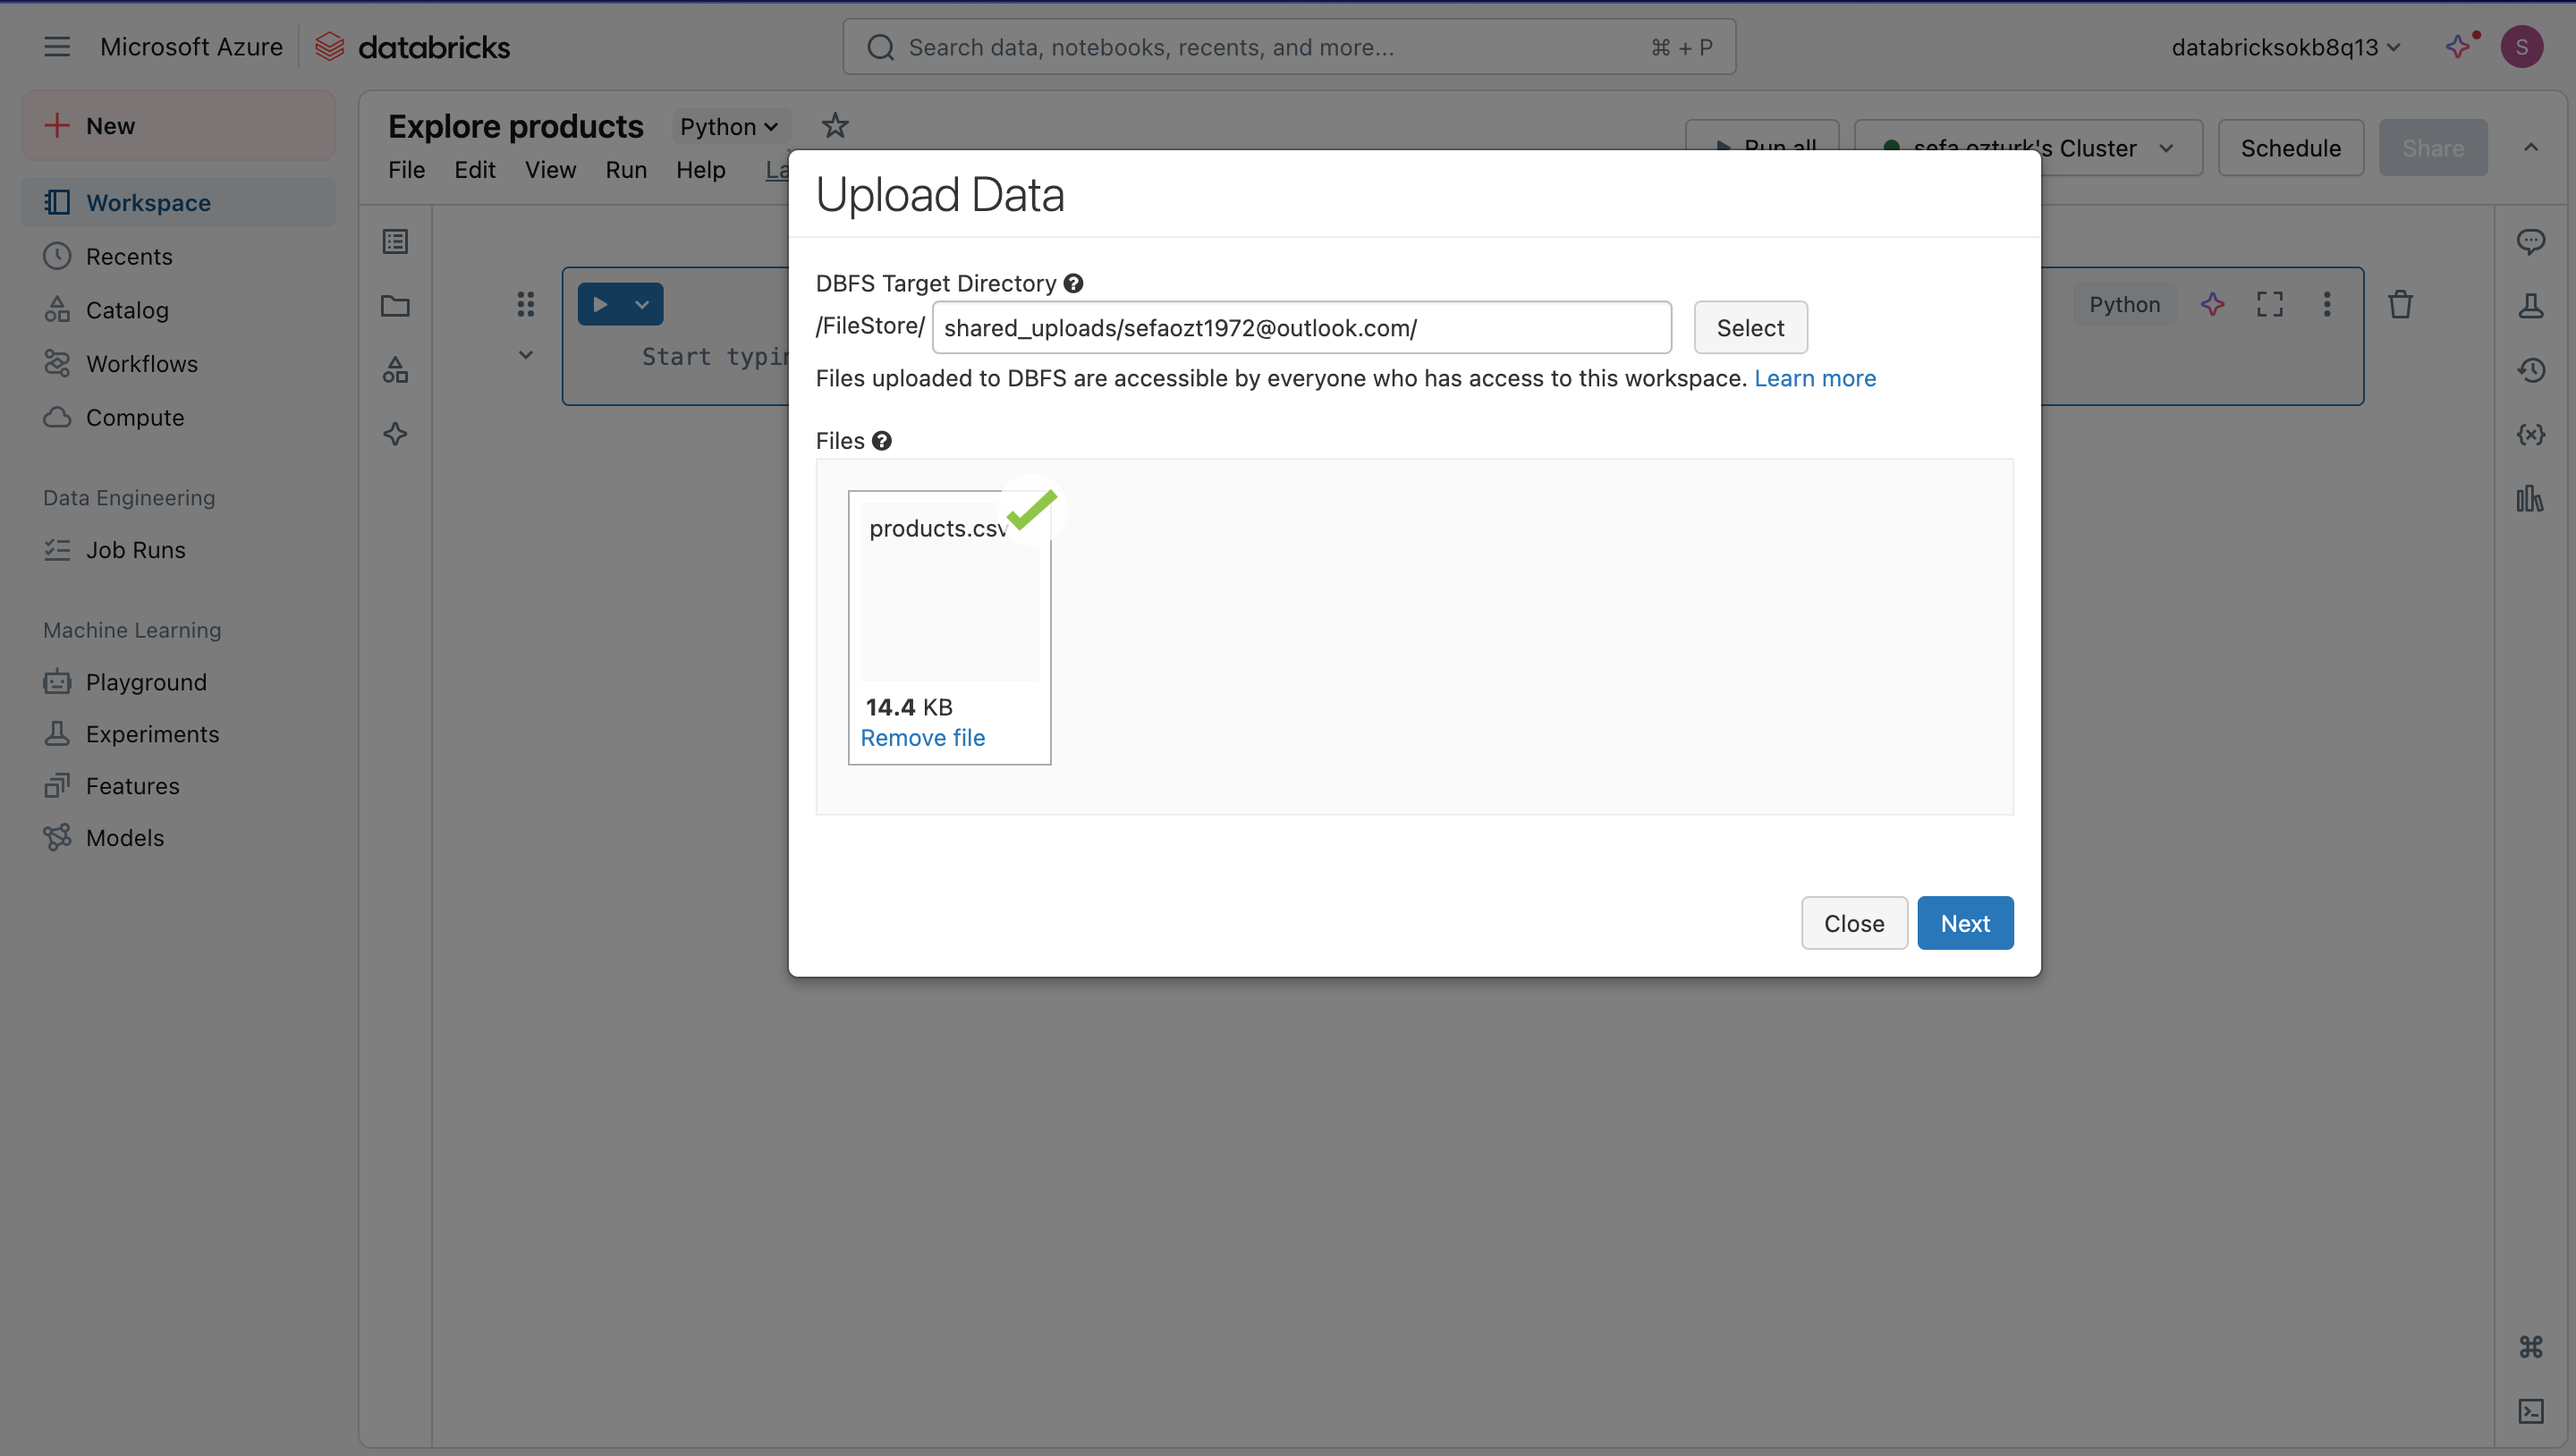 Microsoft Azure databricks
Search data, notebooks, recents, and more... ⌘ + P
databricksokb8q13
S
New
Workspace
Recents
Catalog
Workflows
Compute
Data Engineering
Job Runs
Machine Learning
Playground
Experiments
Features
Models
Explore products Python
File Edit View Run Help
Run all
sefa ozturk's Cluster
Schedule
Share
Start
Python
Upload Data
DBFS Target Directory
/FileStore/ shared_uploads/sefaozt1972@outlook.com/ Select
Files uploaded to DBFS are accessible by everyone who has access to this workspace. Learn more
Files
products.csv
14.4 KB
Remove file
Close Next